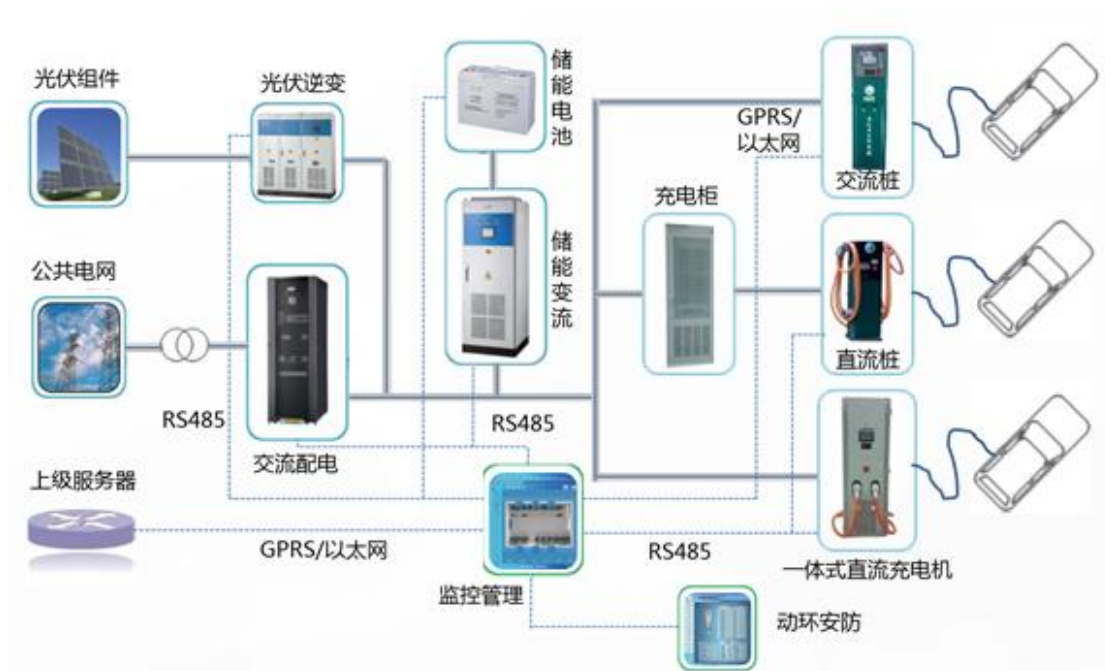 光伏组件
光伏逆变
储能电池
GPRS/
以太网
交流桩
公共电网
储能变流
充电柜
直流桩
RS485
RS485
交流配电
上级服务器
GPRS/以太网
RS485
一体式直流充电机
监控管理
动环安防